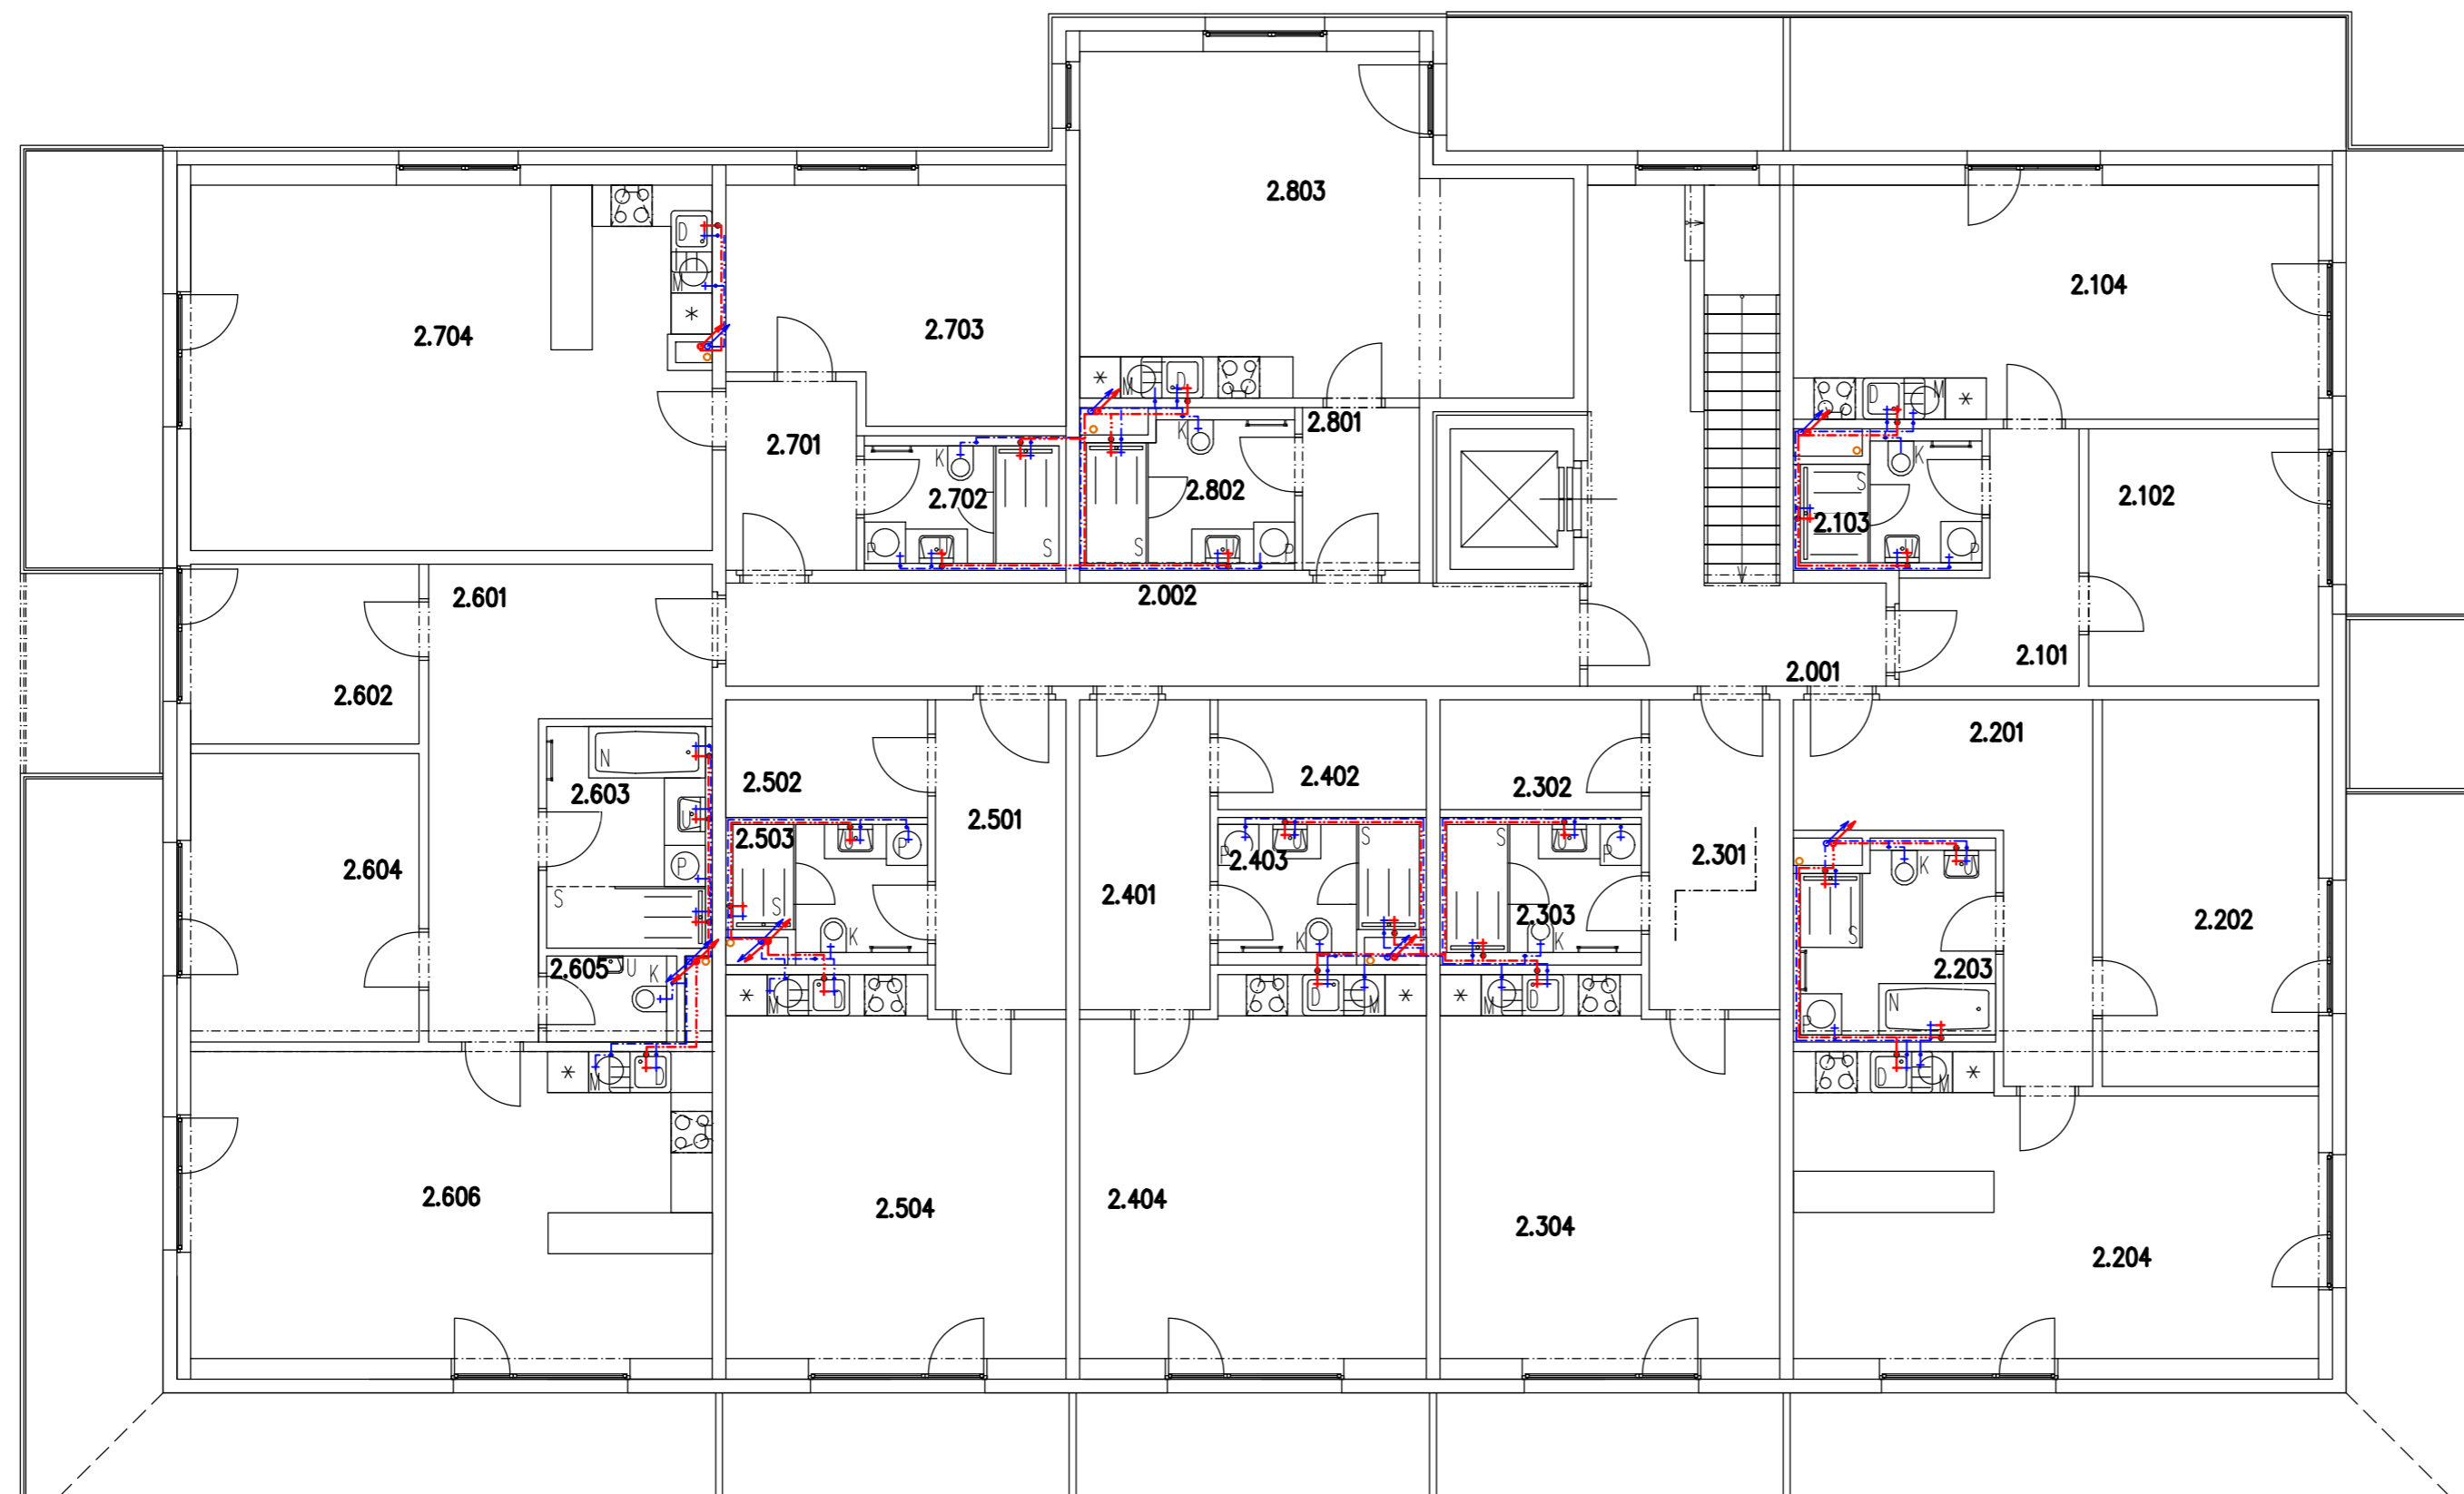 2.803
2.104
2.704
2.703
D
M
*
* M D
D M *
2.701
2.801
K
K
K
2.702
2.802
2.102
2.103
S
P
S
S
P
P
2.601
2.002
2.101
2.001
2.602
2.201
N
2.603
U
P
S
2.502
2.402
2.302
2.503
2.501
U
P
S
K
P
2.403
U
S
K
S
U
P
2.303
K
2.301
2.604
2.401
K
U
2.202
2.605
U
K
S
2.203
N
P
* M D
D M *
* M D
* M D
D M *
2.606
2.504
2.404
2.304
2.204